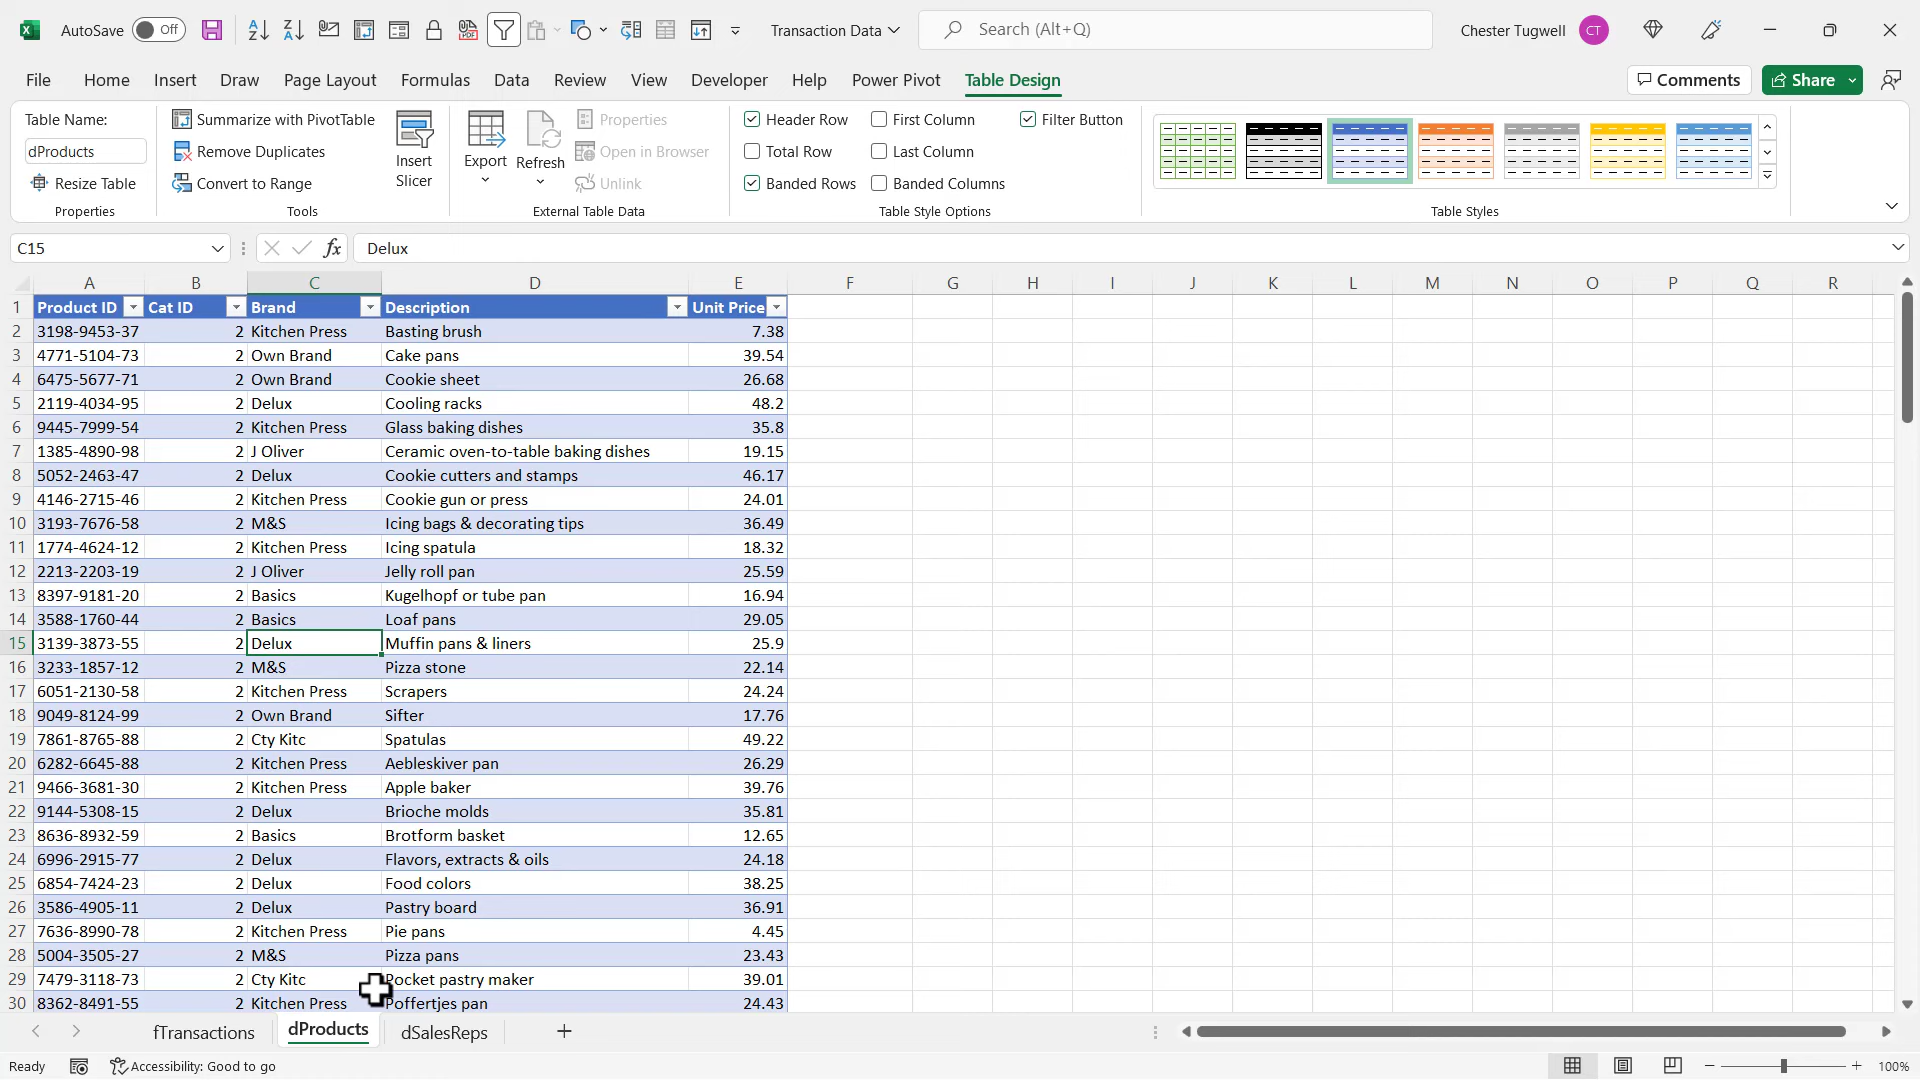 AutoSave Off Transaction Data Search (Alt+Q) Chester Tugwell CT
File Home Insert Draw Page Layout Formulas Data Review View Developer Help Power Pivot Table Design Comments Share
Table Name:
dProducts
Resize Table
Properties
Summarize with PivotTable
Remove Duplicates
Convert to Range
Insert
Slicer
Tools
Export
Refresh
Properties
Open in Browser
Unlink
External Table Data
Header Row First Column Filter Button
Total Row Last Column
Banded Rows Banded Columns
Table Style Options
Table Styles
C15 fx Delux
A B C D E F G H I J K L M N O P Q R
1 Product ID Cat ID Brand Description Unit Price
2 3198-9453-37 2 Kitchen Press Basting brush 7.38
3 4771-5104-73 2 Own Brand Cake pans 39.54
4 6475-5677-71 2 Own Brand Cookie sheet 26.68
5 2119-4034-95 2 Delux Cooling racks 48.2
6 9445-7999-54 2 Kitchen Press Glass baking dishes 35.8
7 1385-4890-98 2 J Oliver Ceramic oven-to-table baking dishes 19.15
8 5052-2463-47 2 Delux Cookie cutters and stamps 46.17
9 4146-2715-46 2 Kitchen Press Cookie gun or press 24.01
10 3193-7676-58 2 M&S Icing bags & decorating tips 36.49
11 1774-4624-12 2 Kitchen Press Icing spatula 18.32
12 2213-2203-19 2 J Oliver Jelly roll pan 25.59
13 8397-9181-20 2 Basics Kugelhopf or tube pan 16.94
14 3588-1760-44 2 Basics Loaf pans 29.05
15 3139-3873-55 2 Delux Muffin pans & liners 25.9
16 3233-1857-12 2 M&S Pizza stone 22.14
17 6051-2130-58 2 Kitchen Press Scrapers 24.24
18 9049-8124-99 2 Own Brand Sifter 17.76
19 7861-8765-88 2 Cty Kitc Spatulas 49.22
20 6282-6645-88 2 Kitchen Press Aebleskiver pan 26.29
21 9466-3681-30 2 Kitchen Press Apple baker 39.76
22 9144-5308-15 2 Delux Brioche molds 35.81
23 8636-8932-59 2 Basics Brotform basket 12.65
24 6996-2915-77 2 Delux Flavors, extracts & oils 24.18
25 6854-7424-23 2 Delux Food colors 38.25
26 3586-4905-11 2 Delux Pastry board 36.91
27 7636-8990-78 2 Kitchen Press Pie pans 4.45
28 5004-3505-27 2 M&S Pizza pans 23.43
29 7479-3118-73 2 Cty Kitc Pocket pastry maker 39.01
30 8362-8491-55 2 Kitchen Press Poffertjes pan 24.43
fTransactions dProducts dSalesReps
Ready Accessibility: Good to go 100%